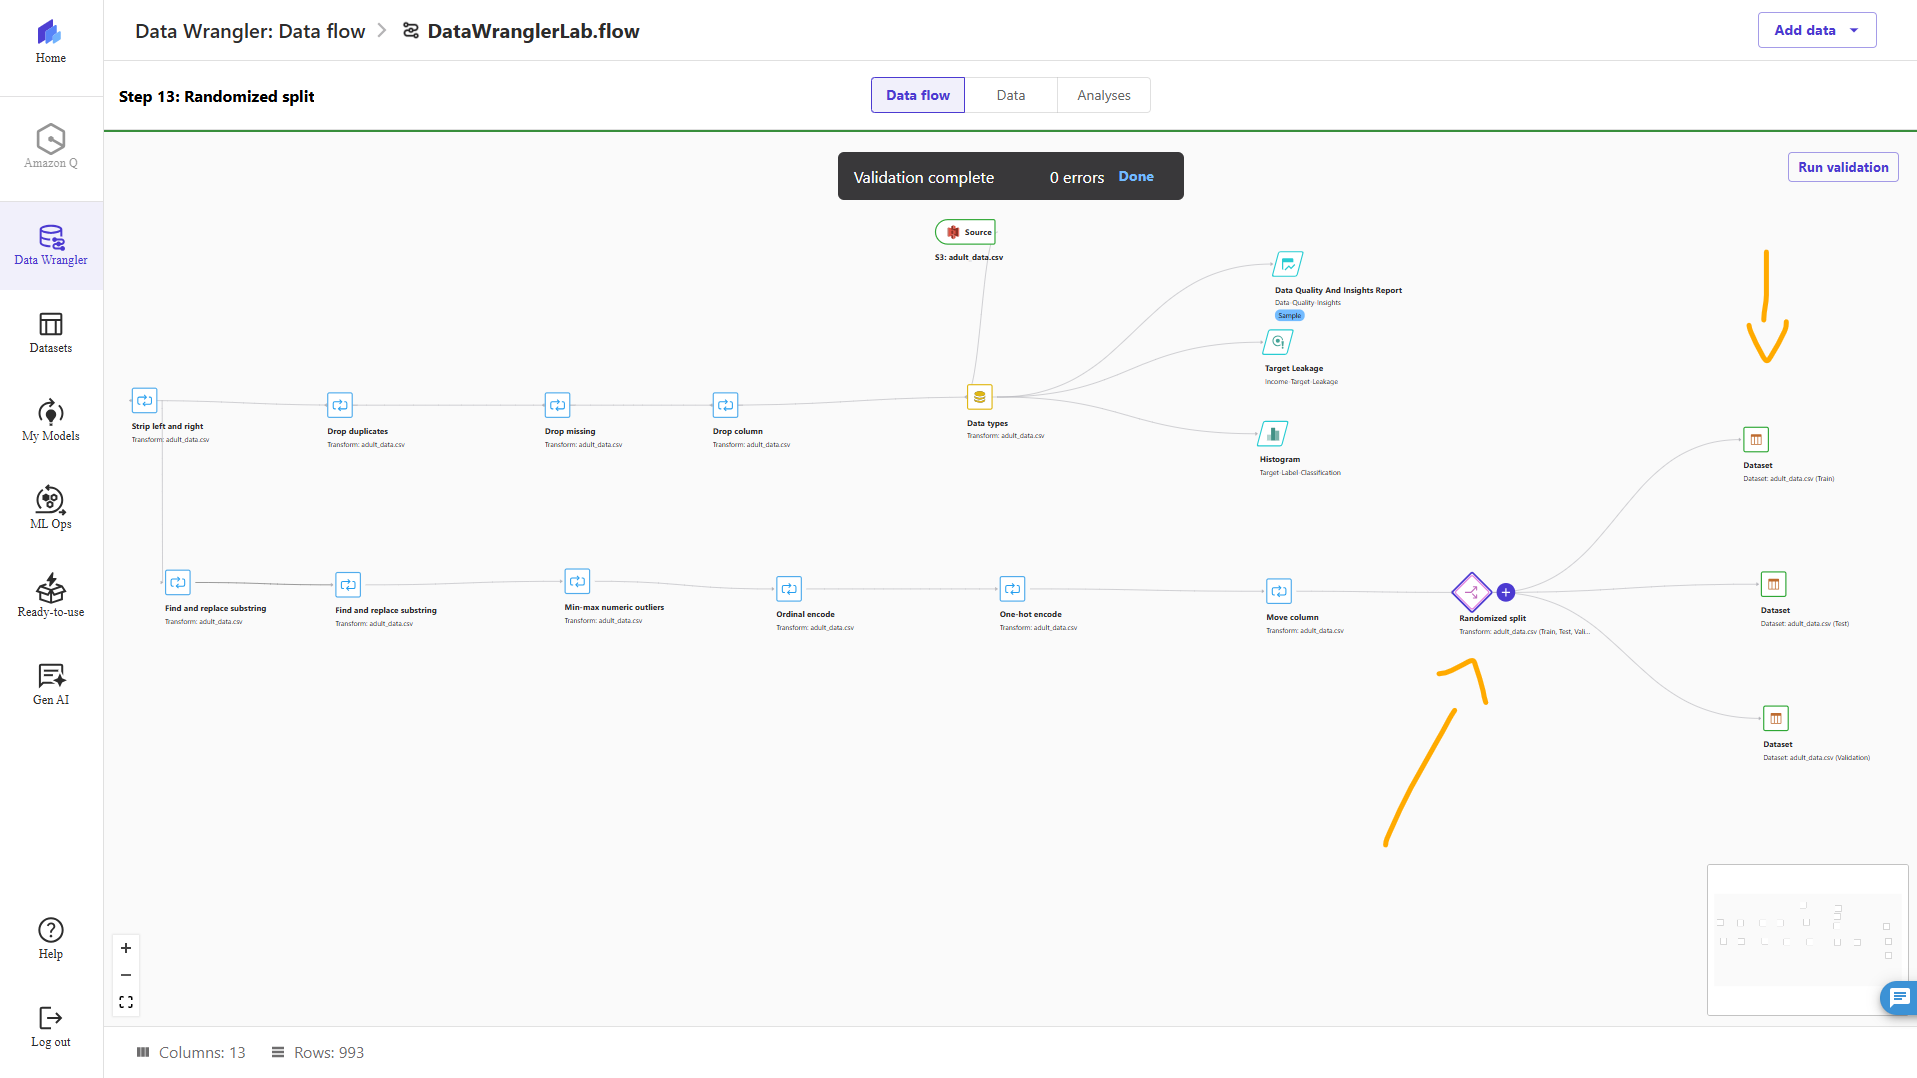 Home
Amazon Q
Data Wrangler
Datasets
My Models
ML Ops
Ready-to-use
Gen AI
Help
Log out
Data Wrangler: Data flow > DataWranglerLab.flow
Add data
Step 13: Randomized split
Data flow
Data
Analyses
Validation complete 0 errors Done
Run validation
Source
S3: adult_data.csv
Data Quality And Insights Report
Data-Quality-Insights
Sample
Target Leakage
Income-Target-Leakage
Histogram
Target-Label-Classification
Data types
Transform: adult_data.csv
Drop column
Transform: adult_data.csv
Drop missing
Transform: adult_data.csv
Drop duplicates
Transform: adult_data.csv
Strip left and right
Transform: adult_data.csv
Find and replace substring
Transform: adult_data.csv
Find and replace substring
Transform: adult_data.csv
Min-max numeric outliers
Transform: adult_data.csv
Ordinal encode
Transform: adult_data.csv
One-hot encode
Transform: adult_data.csv
Move column
Transform: adult_data.csv
Randomized split
Transform: adult_data.csv (Train, Test, Vali...
Dataset
Dataset: adult_data.csv (Train)
Dataset
Dataset: adult_data.csv (Test)
Dataset
Dataset: adult_data.csv (Validation)
Columns: 13
Rows: 993